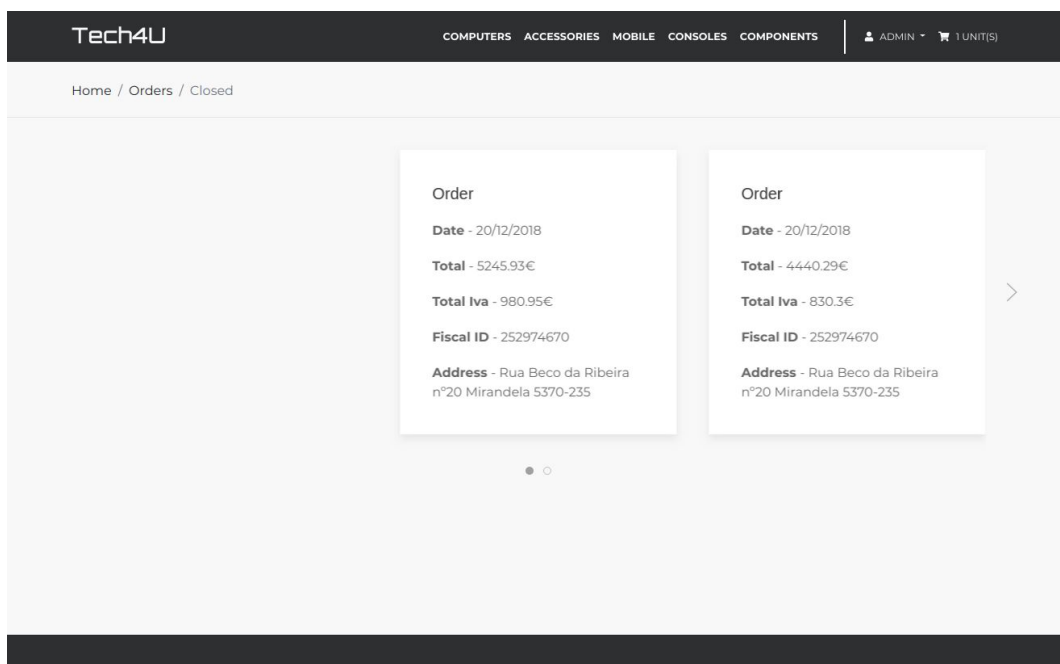 Tech4U
COMPUTERS ACCESSORIES MOBILE CONSOLES COMPONENTS
ADMIN
1 UNIT(S)
Home / Orders / Closed
Order
Date - 20/12/2018
Total - 5245.93€
Total Iva - 980.95€
Fiscal ID - 252974670
Address - Rua Beco da Ribeira
nº20 Mirandela 5370-235
Order
Date - 20/12/2018
Total - 4440.29€
Total Iva - 830.3€
Fiscal ID - 252974670
Address - Rua Beco da Ribeira
nº20 Mirandela 5370-235